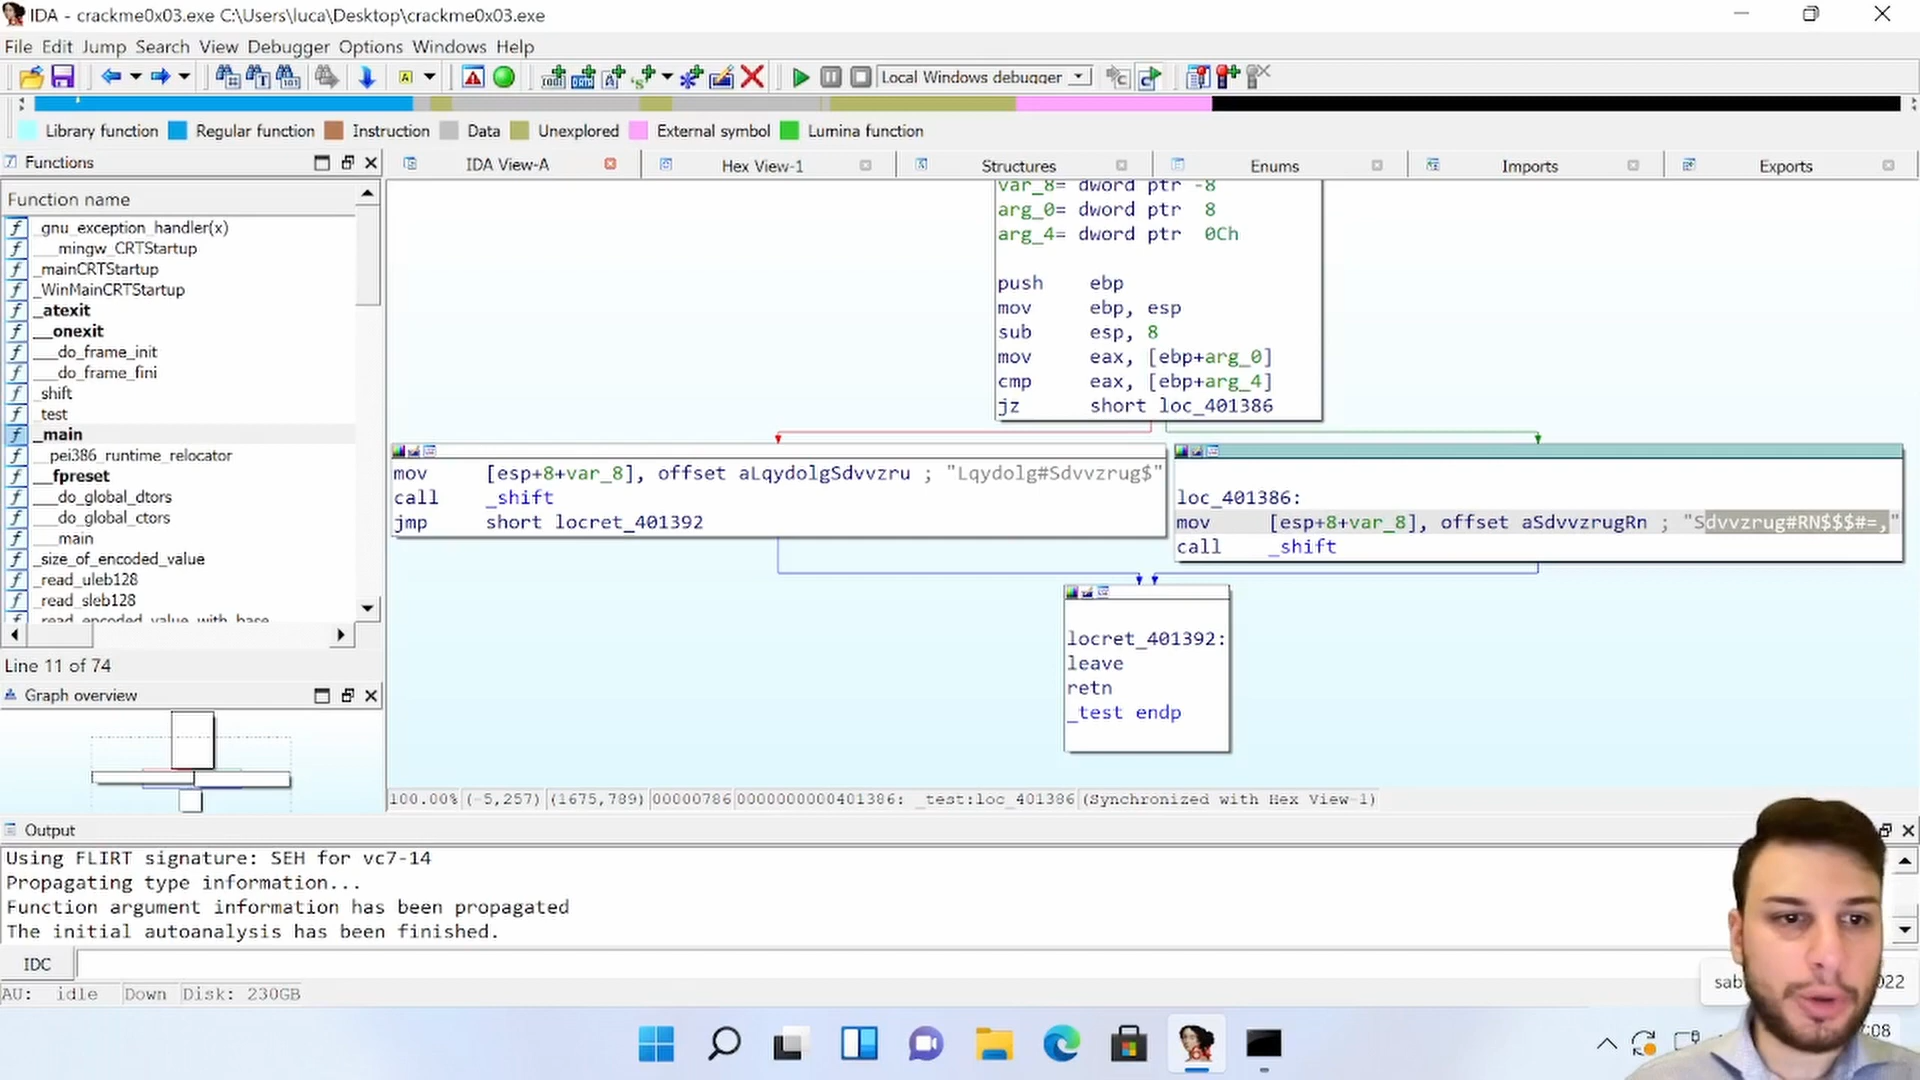 IDA - crackme0x03.exe C:\Users\luca\Desktop\crackme0x03.exe
File Edit Jump Search View Debugger Options Windows Help
Local Windows debugger
Library function Regular function Instruction Data Unexplored External symbol Lumina function
Functions
IDA View-A Hex View-1 Structures Enums Imports Exports
Function name
_gnu_exception_handler(x)
___mingw_CRTStartup
_mainCRTStartup
_WinMainCRTStartup
_atexit
__onexit
___do_frame_init
___do_frame_fini
_shift
_test
_main
__pei386_runtime_relocator
__fpreset
___do_global_dtors
___do_global_ctors
___main
_size_of_encoded_value
_read_uleb128
_read_sleb128
_read_encoded_value_with_base
Line 11 of 74
Graph overview
var_8= dword ptr -8
arg_0= dword ptr 8
arg_4= dword ptr 0Ch
push ebp
mov ebp, esp
sub esp, 8
mov eax, [ebp+arg_0]
cmp eax, [ebp+arg_4]
jz short loc_401386
mov [esp+8+var_8], offset aLqydolgSdvvzru ; "Lqydolg#Sdvvzrug$"
call _shift
jmp short locret_401392
loc_401386:
mov [esp+8+var_8], offset aSdvvzrugRn ; "Sdvvzrug#RN$$$#=,"
call _shift
locret_401392:
leave
retn
_test endp
100.00% (-5,257) (1675,789) 00000786 0000000000401386: _test:loc_401386 (Synchronized with Hex View-1)
Output
Using FLIRT signature: SEH for vc7-14
Propagating type information...
Function argument information has been propagated
The initial autoanalysis has been finished.
IDC
AU: idle Down Disk: 230GB